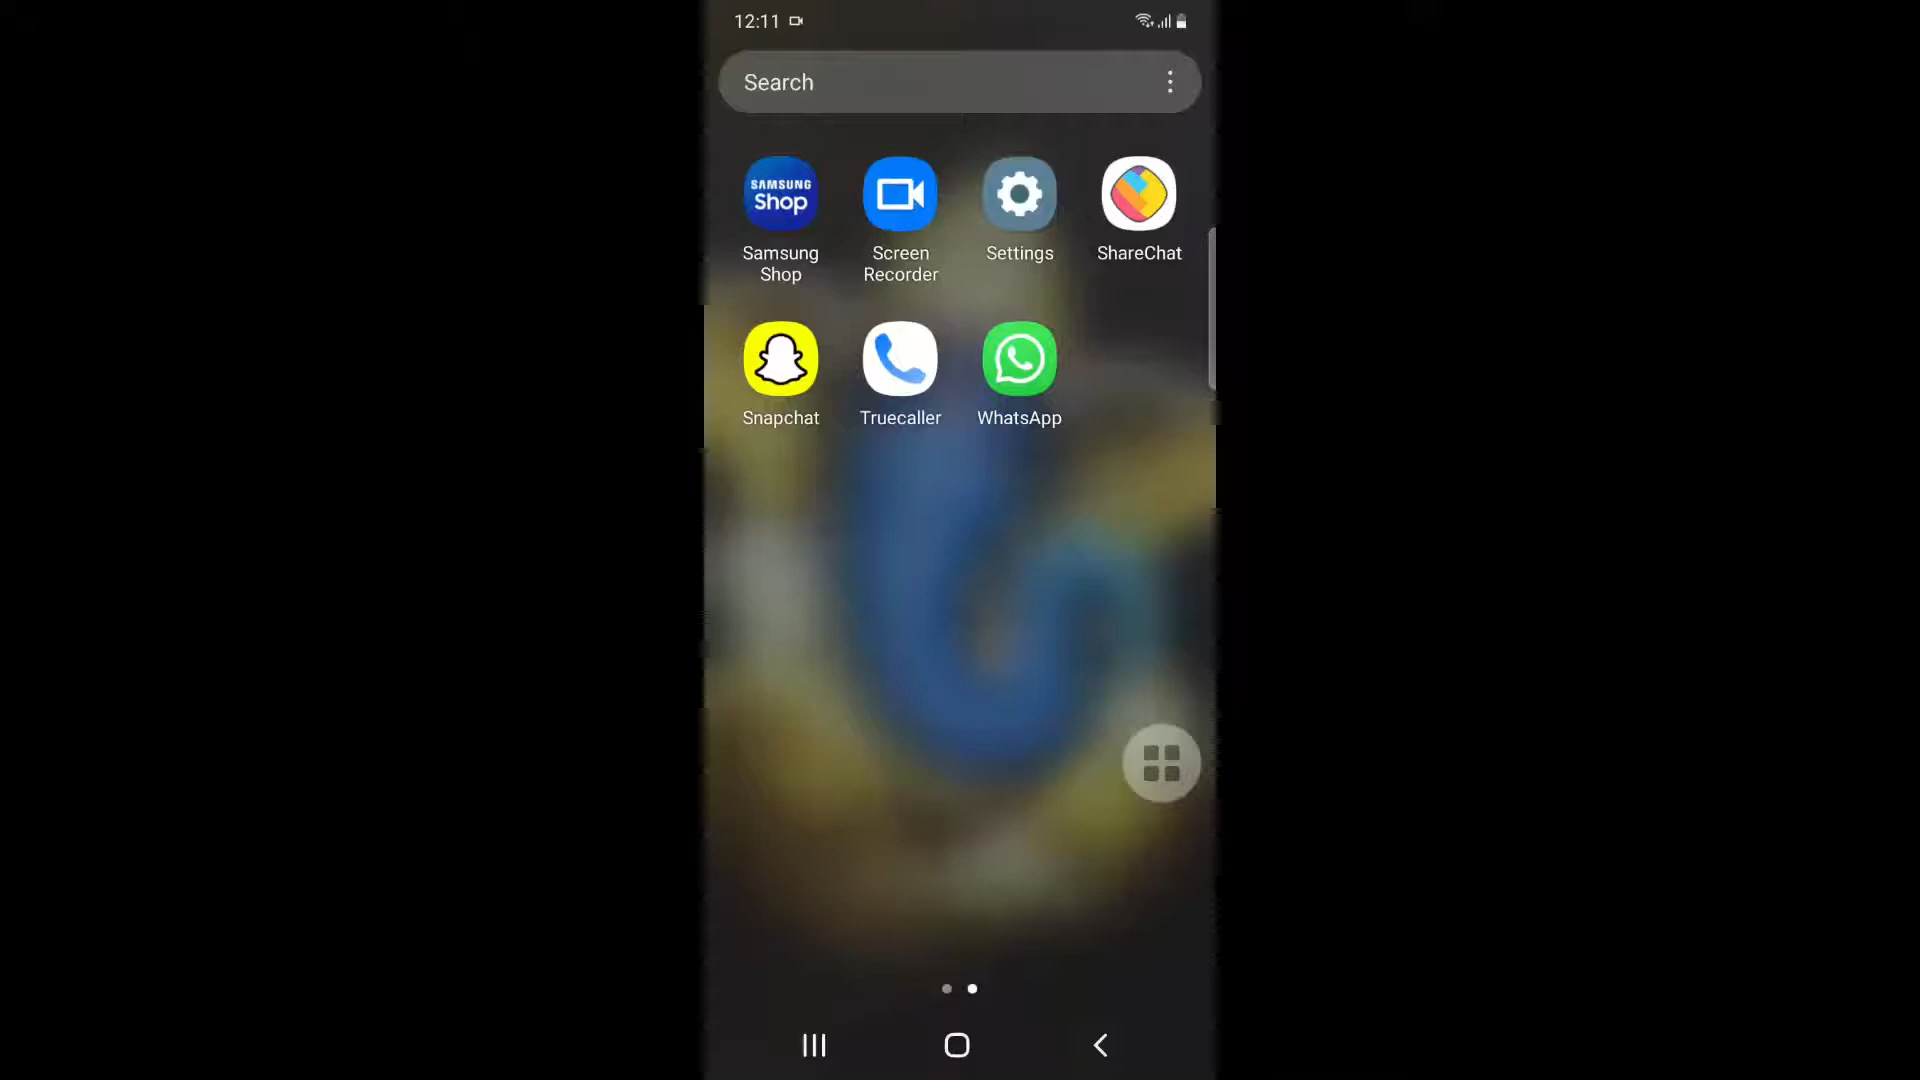 12:11
Search
SAMSUNG
Shop
Samsung
Shop
Screen
Recorder
Settings
ShareChat
Snapchat
Truecaller
WhatsApp